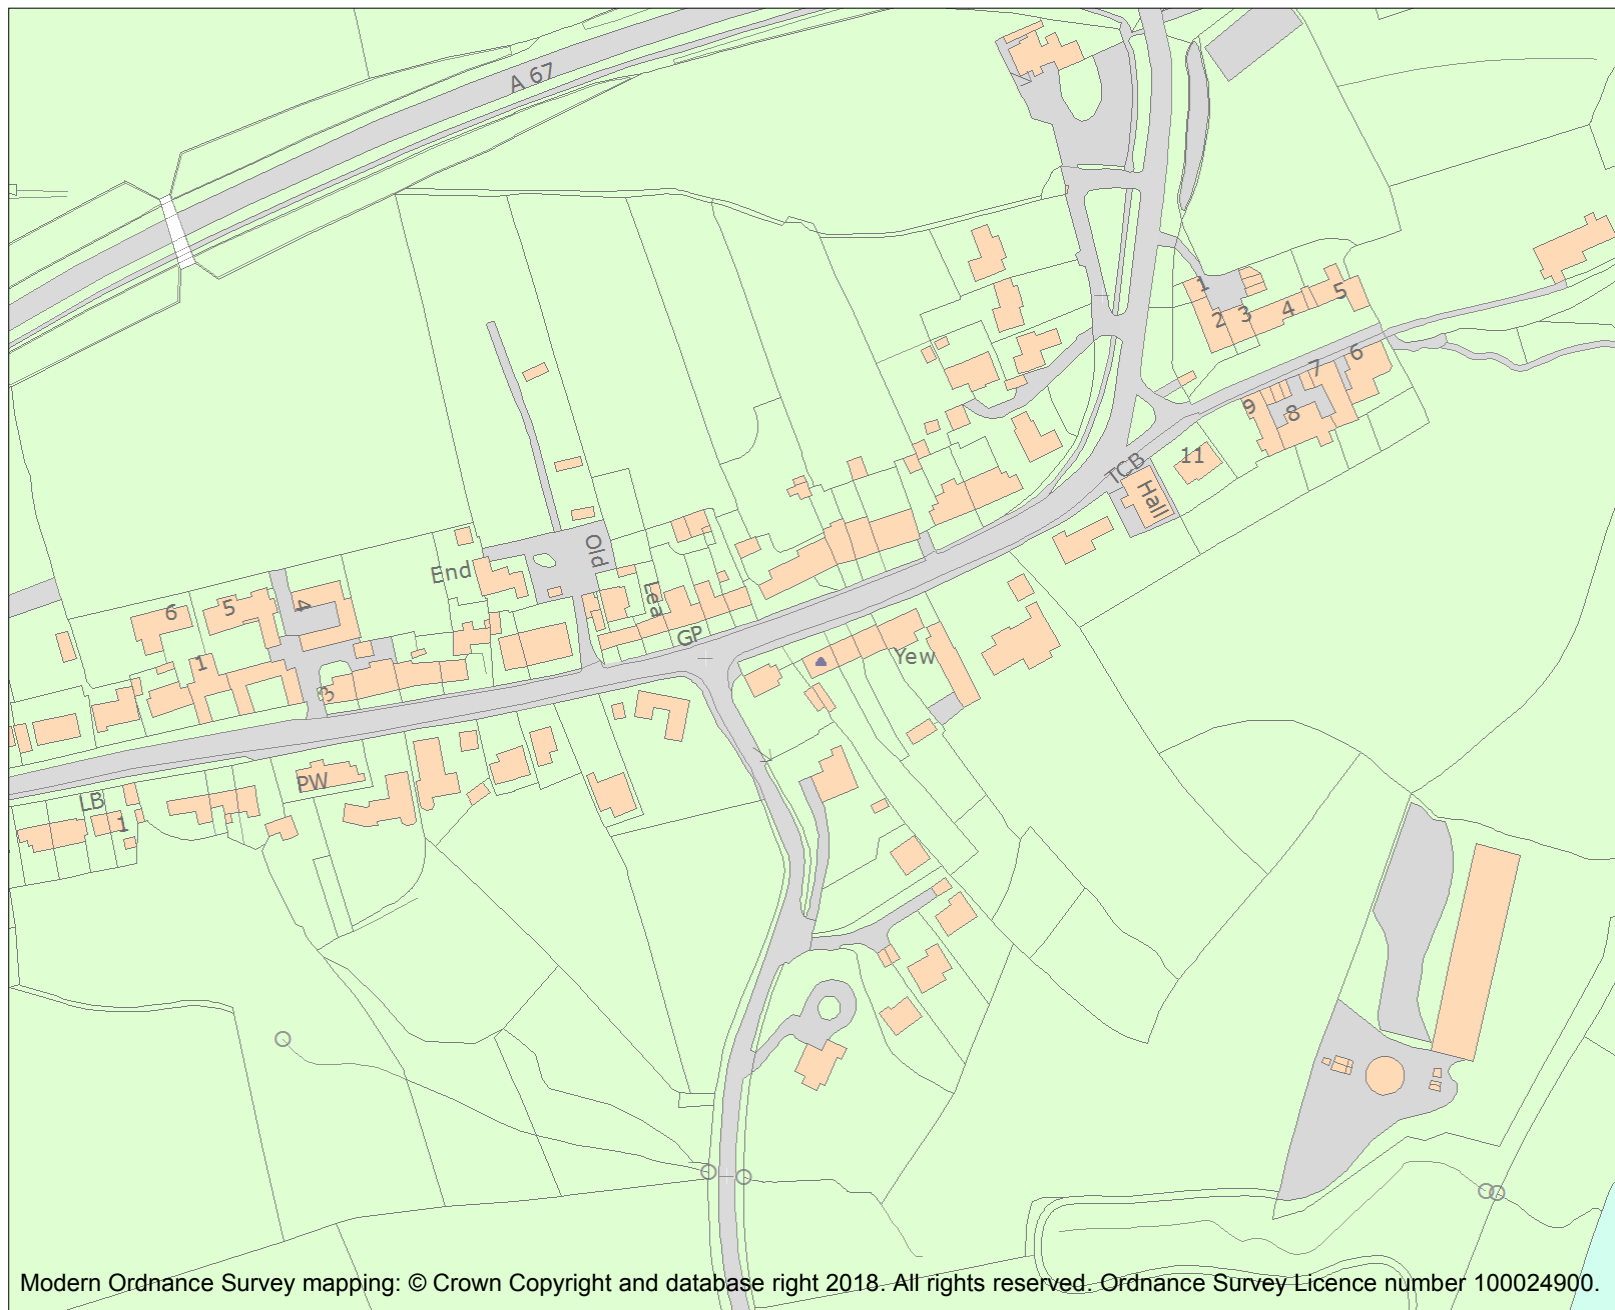 A 67
1
2
3
4
5
6
7
8
9
11
TCB
Hall
Old
End
Lea
GP
Yew
6
5
4
1
3
PW
LB
1
Modern Ordnance Survey mapping: © Crown Copyright and database right 2018. All rights reserved. Ordnance Survey Licence number 100024900.